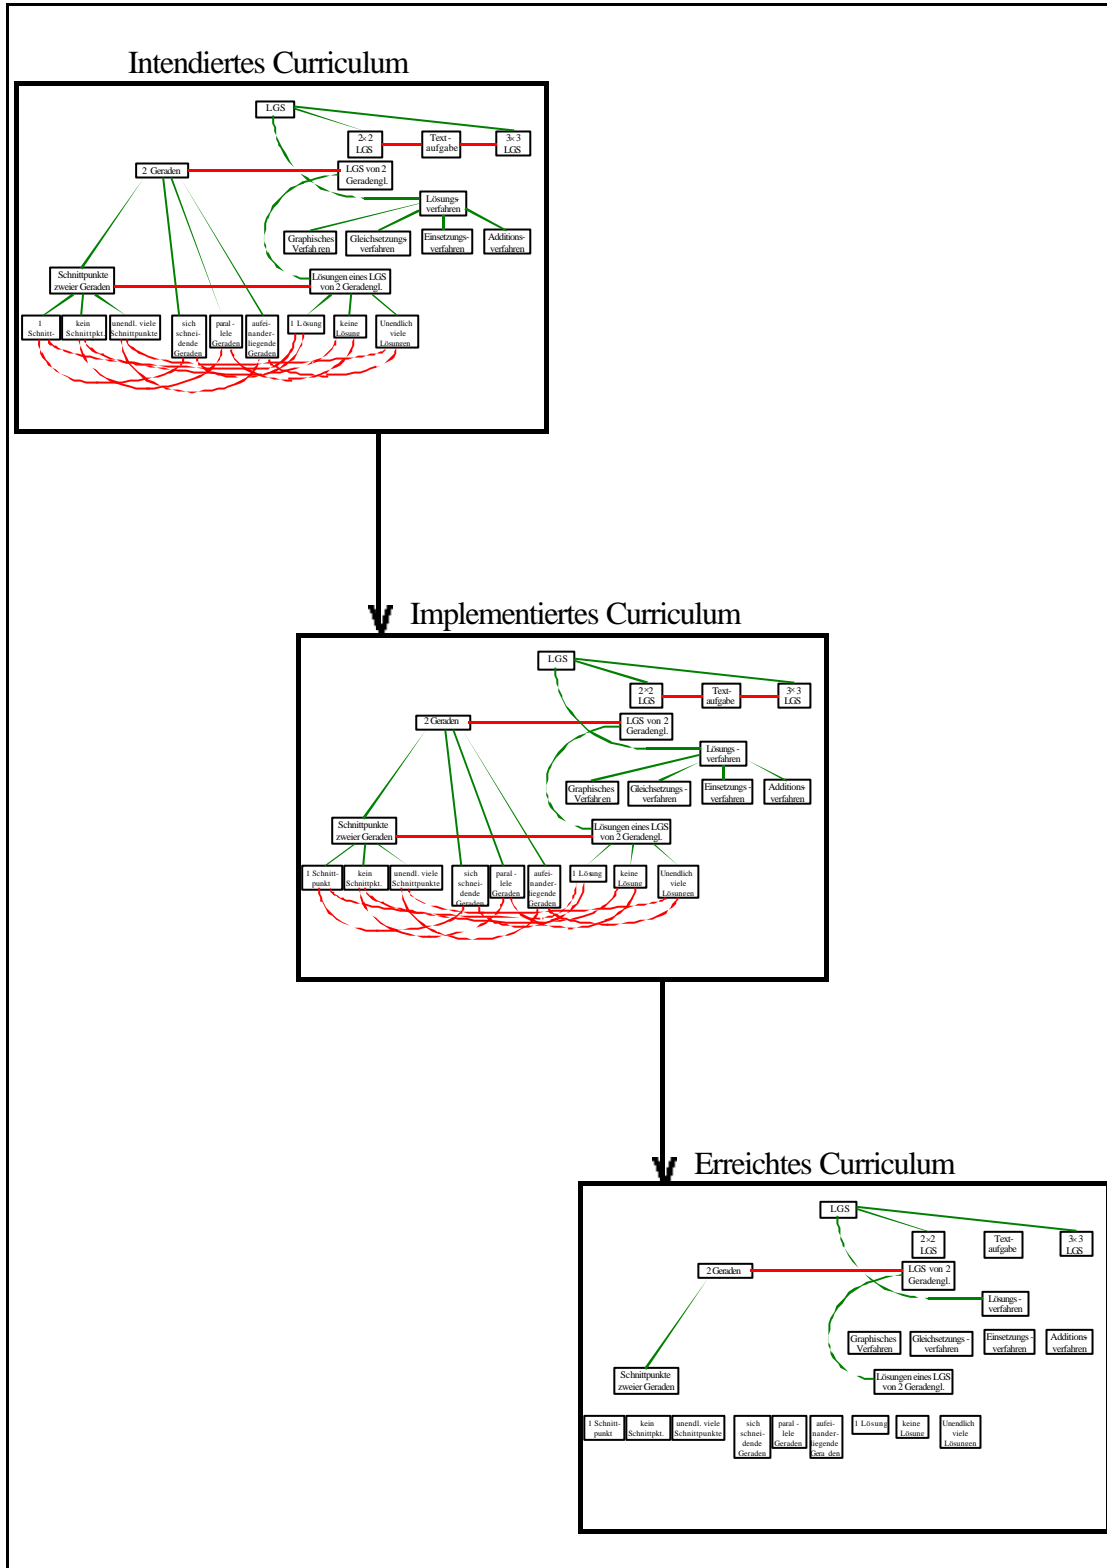 Intendiertes Curriculum
LGS
2×2
LGS
Text-
aufgabe
3×3
LGS
2 Geraden
LGS von 2
Geradengl.
Lösungs-
verfahren
Graphisches
Verfahren
Gleichsetzungs-
verfahren
Einsetzungs-
verfahren
Additions-
verfahren
Schnittpunkte
zweier Geraden
Lösungen eines LGS
von 2 Geradengl.
1
Schnitt-
kein
Schnittpkt.
unendl. viele
Schnittpunkte
sich
schnei-
dende
Geraden
paral-
lele
Geraden
aufei-
nander-
liegende
Geraden
1 Lösung
keine
Lösung
Unendlich
viele
Lösungen
Implementiertes Curriculum
LGS
2×2
LGS
Text-
aufgabe
3×3
LGS
2 Geraden
LGS von 2
Geradengl.
Lösungs-
verfahren
Graphisches
Verfahren
Gleichsetzungs-
verfahren
Einsetzungs-
verfahren
Additions-
verfahren
Schnittpunkte
zweier Geraden
Lösungen eines LGS
von 2 Geradengl.
1 Schnitt-
punkt
kein
Schnittpkt.
unendl. viele
Schnittpunkte
sich
schnei-
dende
Geraden
paral-
lele
Geraden
aufei-
nander-
liegende
Geraden
1 Lösung
keine
Lösung
Unendlich
viele
Lösungen
Erreichtes Curriculum
LGS
2×2
LGS
Text-
aufgabe
3×3
LGS
2 Geraden
LGS von 2
Geradengl.
Lösungs-
verfahren
Graphisches
Verfahren
Gleichsetzungs-
verfahren
Einsetzungs-
verfahren
Additions-
verfahren
Schnittpunkte
zweier Geraden
Lösungen eines LGS
von 2 Geradengl.
1 Schnitt-
punkt
kein
Schnittpkt.
unendl. viele
Schnittpunkte
sich
schnei-
dende
Geraden
paral-
lele
Geraden
aufei-
nander-
liegende
Geraden
1 Lösung
keine
Lösung
Unendlich
viele
Lösungen